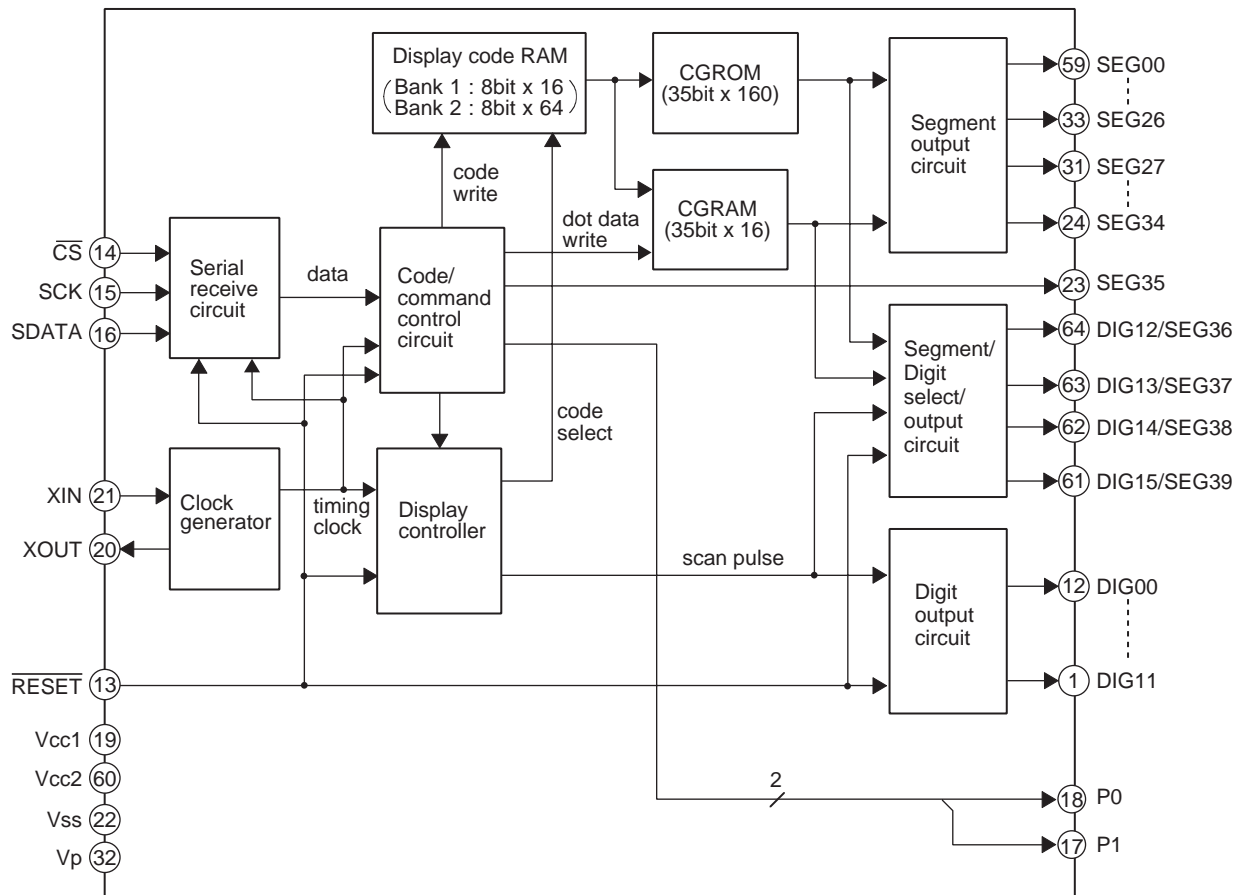 Display code RAM
Bank 1 : 8bit x 16
Bank 2 : 8bit x 64
CGROM
(35bit x 160)
CGRAM
(35bit x 16)
Segment
output
circuit
59 SEG00
33 SEG26
31 SEG27
24 SEG34
23 SEG35
code
write
dot data
write
CS 14
SCK 15
SDATA 16
Serial
receive
circuit
data
Code/
command
control
circuit
Segment/
Digit
select/
output
circuit
64 DIG12/SEG36
63 DIG13/SEG37
62 DIG14/SEG38
61 DIG15/SEG39
code
select
XIN 21
XOUT 20
Clock
generator
timing
clock
Display
controller
scan pulse
Digit
output
circuit
12 DIG00
1 DIG11
RESET 13
Vcc1 19
Vcc2 60
Vss 22
Vp 32
2
18 P0
17 P1